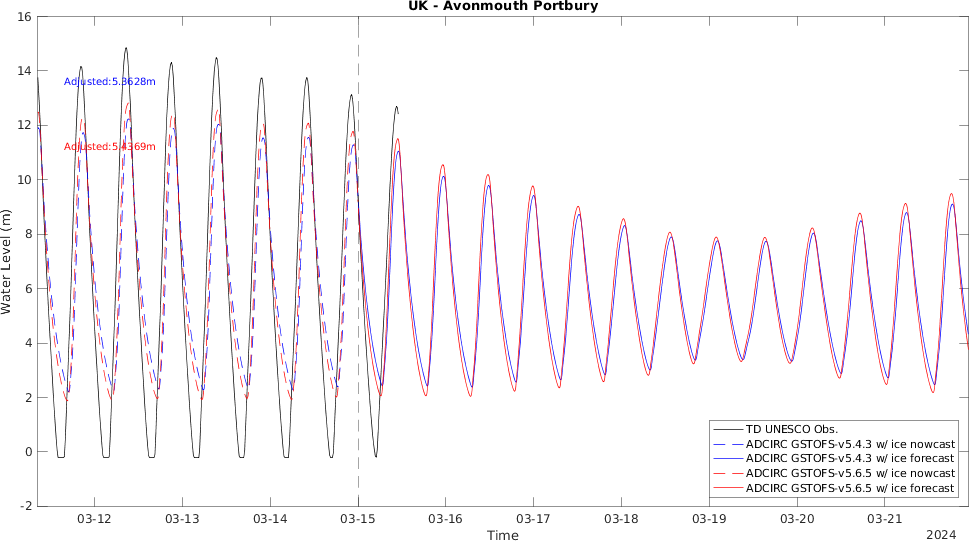 UK - Avonmouth Portbury
16
14
12
10
8
6
4
2
0
-2
Water Level (m)
Adjusted:5.3628m
Adjusted:5.4369m
TD UNESCO Obs.
ADCIRC GSTOFS-v5.4.3 w/ ice nowcast
ADCIRC GSTOFS-v5.4.3 w/ ice forecast
ADCIRC GSTOFS-v5.6.5 w/ ice nowcast
ADCIRC GSTOFS-v5.6.5 w/ ice forecast
03-12 03-13 03-14 03-15 03-16 03-17 03-18 03-19 03-20 03-21
Time
2024